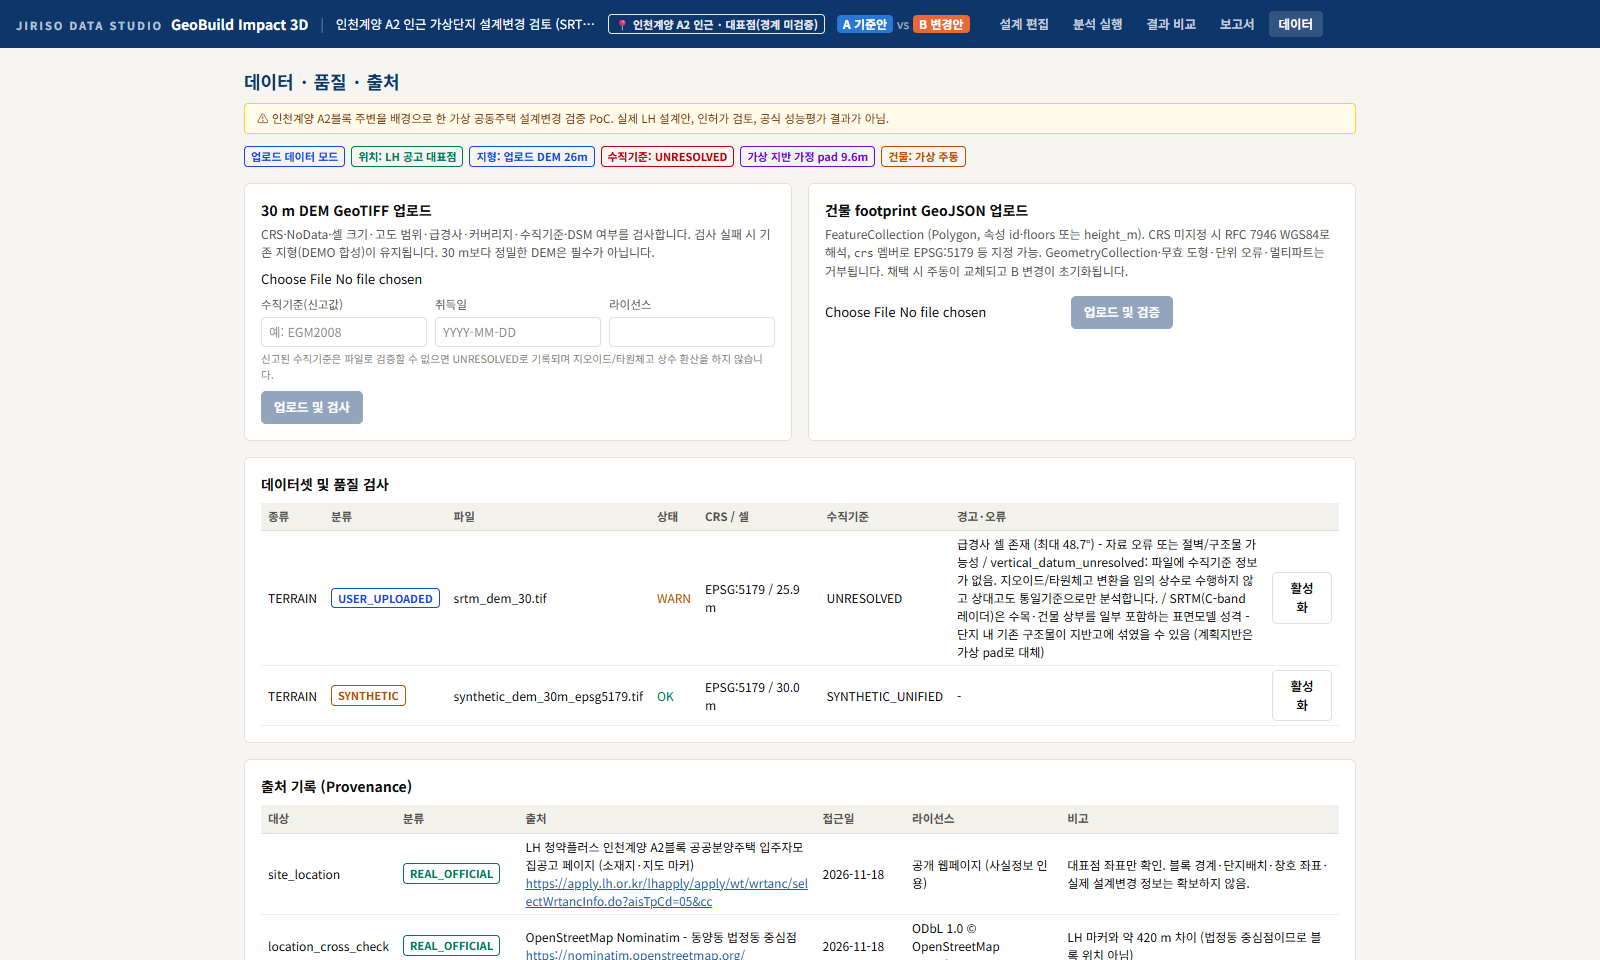 JIRISO DATA STUDIO GeoBuild Impact 3D | 인천계양 A2 인근 가상단지 설계변경 검토 (SRT… 📍 인천계양 A2 인근 · 대표점(경계 미검증) A 기준안 vs B 변경안 설계 편집 분석 실행 결과 비교 보고서 데이터
데이터 · 품질 · 출처
⚠ 인천계양 A2블록 주변을 배경으로 한 가상 공동주택 설계변경 검증 PoC. 실제 LH 설계안, 인허가 검토, 공식 성능평가 결과가 아님.
업로드 데이터 모드 위치: LH 공고 대표점 지형: 업로드 DEM 26m 수직기준: UNRESOLVED 가상 지반 가정 pad 9.6m 건물: 가상 주동
30 m DEM GeoTIFF 업로드
CRS·NoData·셀 크기·고도 범위·급경사·커버리지·수직기준·DSM 여부를 검사합니다. 검사 실패 시 기
존 지형(DEMO 합성)이 유지됩니다. 30 m보다 정밀한 DEM은 필수가 아닙니다.
Choose File No file chosen
수직기준(신고값) 취득일 라이선스
예: EGM2008 YYYY-MM-DD
신고된 수직기준은 파일로 검증할 수 없으면 UNRESOLVED로 기록되며 지오이드/타원체고 상수 환산을 하지 않습니
다.
업로드 및 검사
건물 footprint GeoJSON 업로드
FeatureCollection (Polygon, 속성 id·floors 또는 height_m). CRS 미지정 시 RFC 7946 WGS84로
해석, crs 멤버로 EPSG:5179 등 지정 가능. GeometryCollection·무효 도형·단위 오류·멀티파트는
거부됩니다. 채택 시 주동이 교체되고 B 변경이 초기화됩니다.
Choose File No file chosen 업로드 및 검증
데이터셋 및 품질 검사
종류 분류 파일 상태 CRS / 셀 수직기준 경고·오류
TERRAIN USER_UPLOADED srtm_dem_30.tif WARN EPSG:5179 / 25.9
m UNRESOLVED 급경사 셀 존재 (최대 48.7°) - 자료 오류 또는 절벽/구조물 가
능성 / vertical_datum_unresolved: 파일에 수직기준 정보
가 없음. 지오이드/타원체고 변환을 임의 상수로 수행하지 않
고 상대고도 통일기준으로만 분석합니다. / SRTM(C-band
레이더)은 수목·건물 상부를 일부 포함하는 표면모델 성격 -
단지 내 기존 구조물이 지반고에 섞였을 수 있음 (계획지반은
가상 pad로 대체)
활성
화
TERRAIN SYNTHETIC synthetic_dem_30m_epsg5179.tif OK EPSG:5179 / 30.0
m SYNTHETIC_UNIFIED -
활성
화
출처 기록 (Provenance)
대상 분류 출처 접근일 라이선스 비고
site_location REAL_OFFICIAL LH 청약플러스 인천계양 A2블록 공공분양주택 입주자모
집공고 페이지 (소재지·지도 마커)
https://apply.lh.or.kr/lhapply/apply/wt/wrtanc/sel
ectWrtancInfo.do?aisTpCd=05&cc
2026-11-18 공개 웹페이지 (사실정보 인
용) 대표점 좌표만 확인. 블록 경계·단지배치·창호 좌표·
실제 설계변경 정보는 확보하지 않음.
location_cross_check REAL_OFFICIAL OpenStreetMap Nominatim - 동양동 법정동 중심점
https://nominatim.openstreetmap.org/
2026-11-18 ODbL 1.0 ©
OpenStreetMap
LH 마커와 약 420 m 차이 (법정동 중심점이므로 블
록 위치 아님)